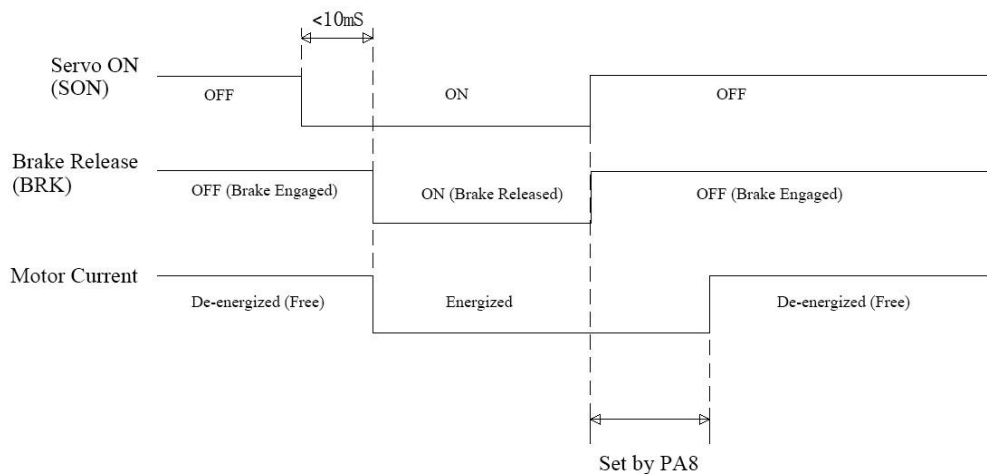 <10mS
Servo ON
(SON)
OFF
ON
OFF
Brake Release
(BRK)
OFF (Brake Engaged)
ON (Brake Released)
OFF (Brake Engaged)
Motor Current
De-energized (Free)
Energized
De-energized (Free)
Set by PA8